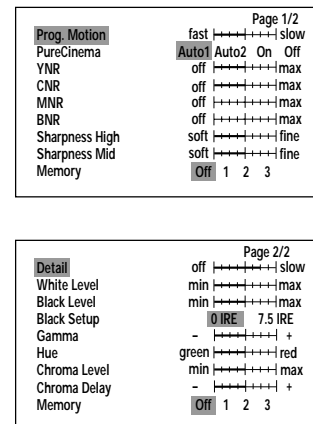 Page 1/2
Prog. Motion fast slow
PureCinema Auto1 Auto2 On Off
YNR off max
CNR off max
MNR off max
BNR off max
Sharpness High soft fine
Sharpness Mid soft fine
Memory Off 1 2 3
Page 2/2
Detail off slow
White Level min max
Black Level min max
Black Setup 0 IRE 7.5 IRE
Gamma - +
Hue green red
Chroma Level min max
Chroma Delay - +
Memory Off 1 2 3